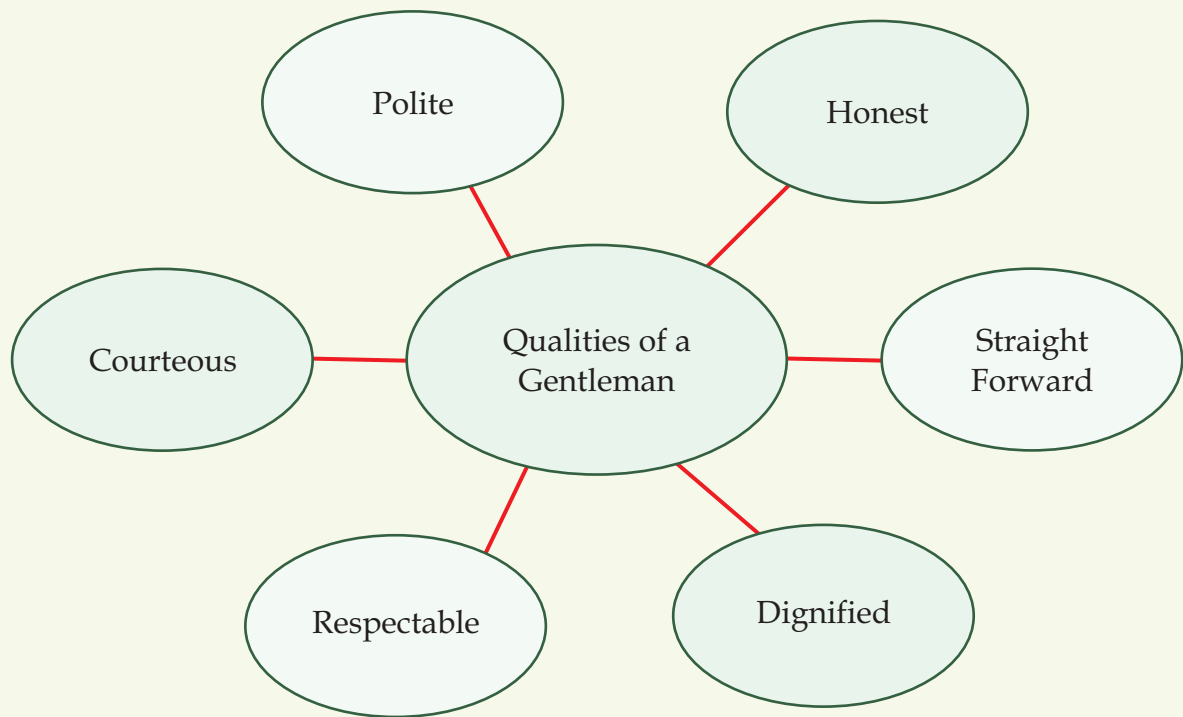 Polite
Honest
Courteous
Qualities of a
Gentleman
Straight
Forward
Respectable
Dignified